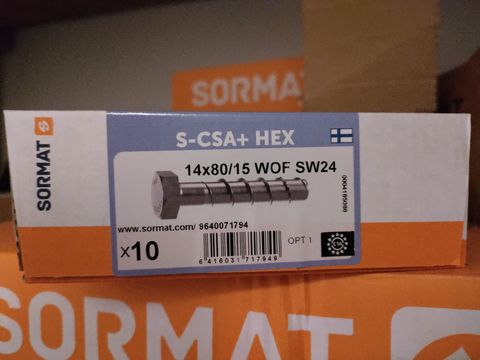 SORMAT
SORMAT
S-CSA+ HEX
14x80/15 WOF SW24
www.sormat.com/ 9640071794
x10
OPT 1
6 416031 717949
SORMAT